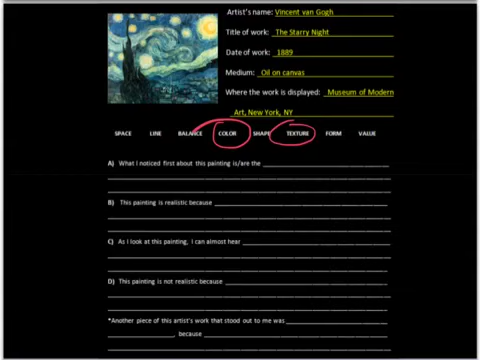 Artist's name: Vincent van Gogh
Title of work: The Starry Night
Date of work: 1889
Medium: Oil on canvas
Where the work is displayed: Museum of Modern
Art, New York, NY
SPACE LINE BALANCE COLOR SHAPE TEXTURE FORM VALUE
A) What I noticed first about this painting is/are the
B) This painting is realistic because
C) As I look at this painting, I can almost hear
D) This painting is not realistic because
*Another piece of this artist's work that stood out to me was
, because